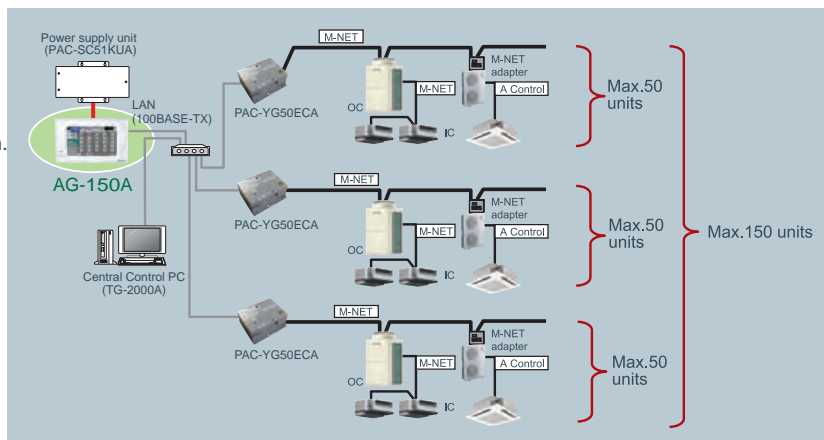 Power supply unit
(PAC-SC51KUA)
LAN
(100BASE-TX)
n.
AG-150A
Central Control PC
(TG-2000A)
M-NET
PAC-YG50ECA
OC
M-NET
IC
M-NET
adapter
A Control
Max.50
units
M-NET
PAC-YG50ECA
OC
M-NET
IC
M-NET
adapter
A Control
Max.50
units
Max.150 units
M-NET
PAC-YG50ECA
OC
M-NET
IC
M-NET
adapter
A Control
Max.50
units